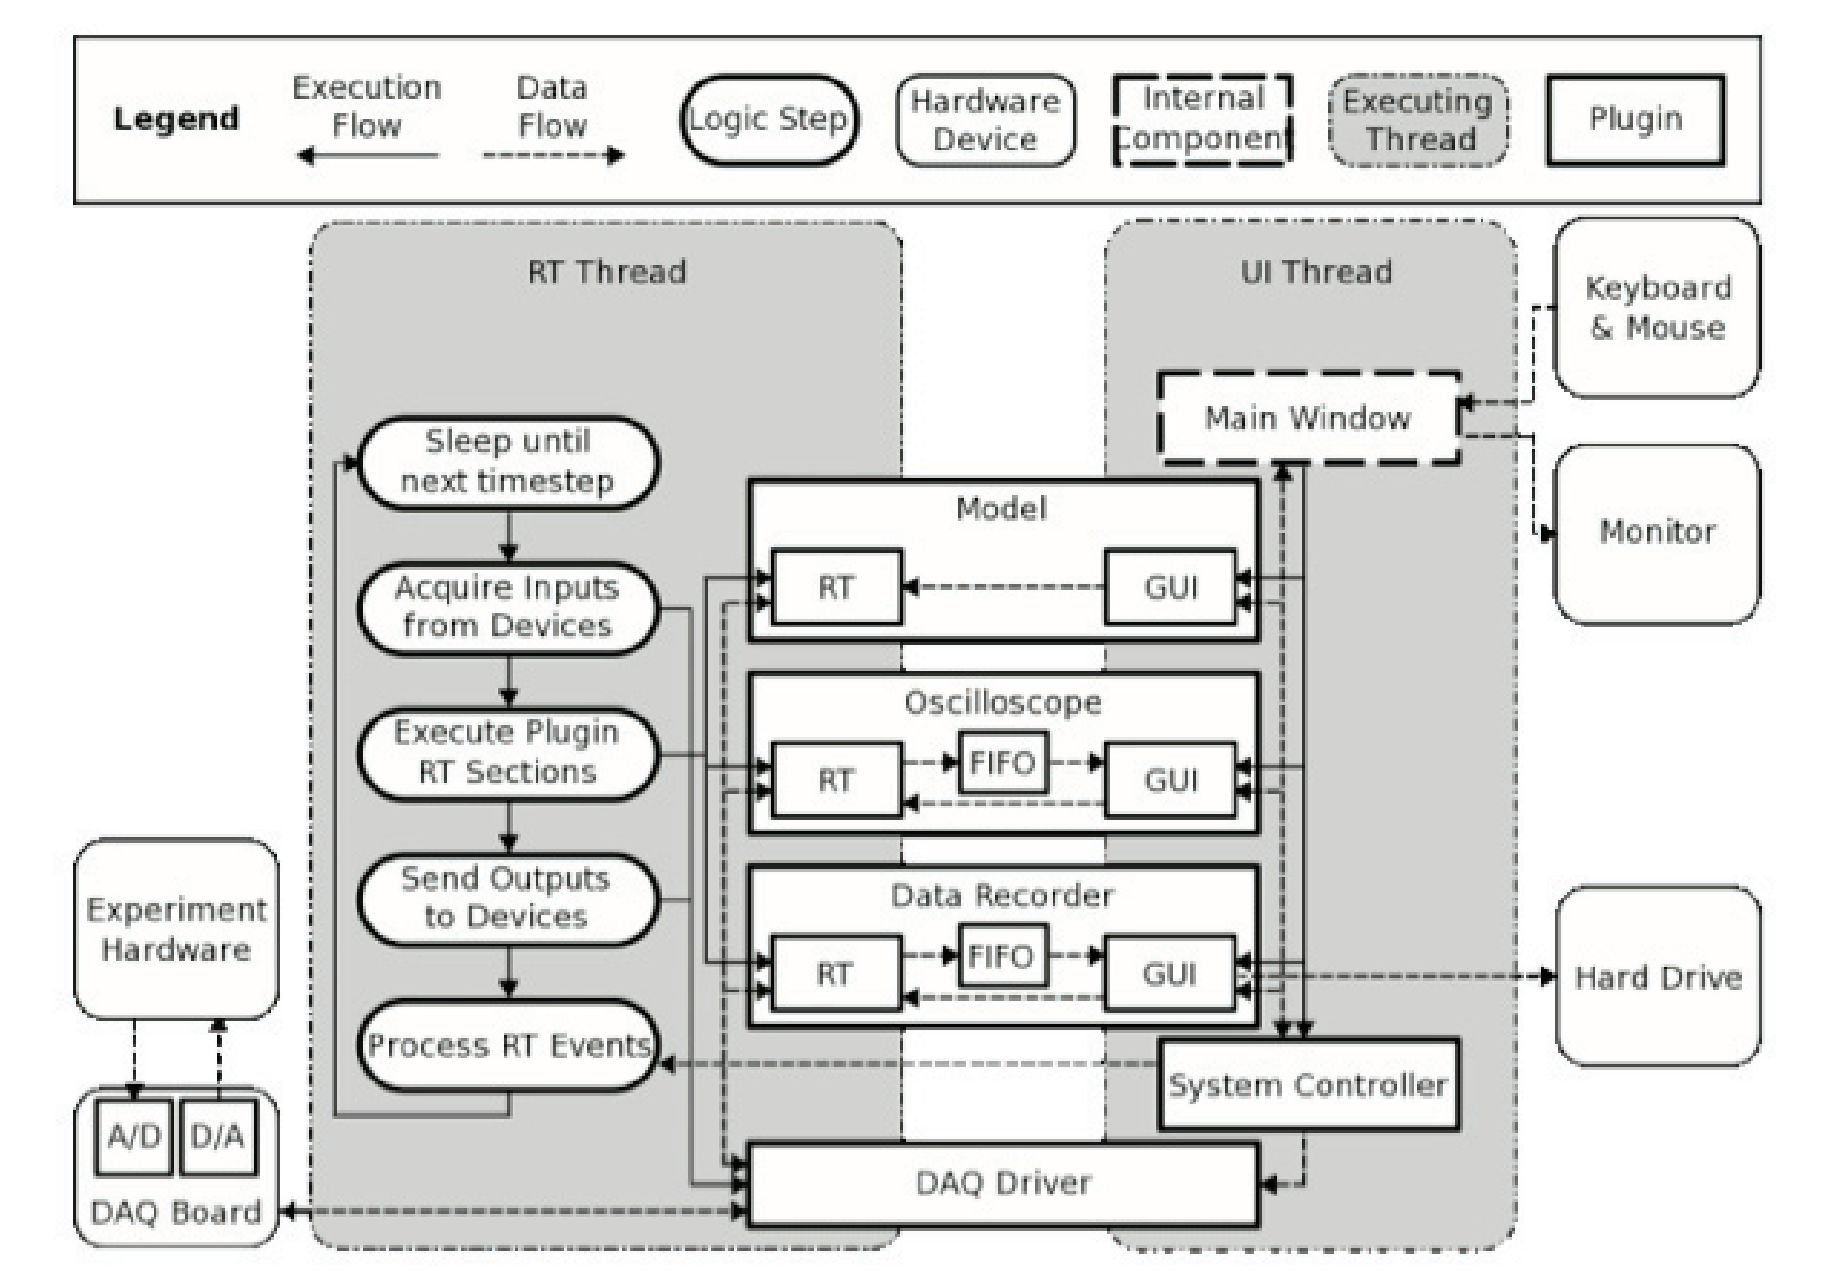 Legend
Execution
Flow
Data
Flow
Logic Step
Hardware
Device
Internal
Component
Executing
Thread
Plugin
RT Thread
UI Thread
Keyboard
& Mouse
Main Window
Monitor
Sleep until
next timestep
Acquire Inputs
from Devices
Execute Plugin
RT Sections
Send Outputs
to Devices
Process RT Events
Model
RT
GUI
Oscilloscope
RT
FIFO
GUI
Data Recorder
RT
FIFO
GUI
Hard Drive
System Controller
DAQ Driver
Experiment
Hardware
A/D
D/A
DAQ Board